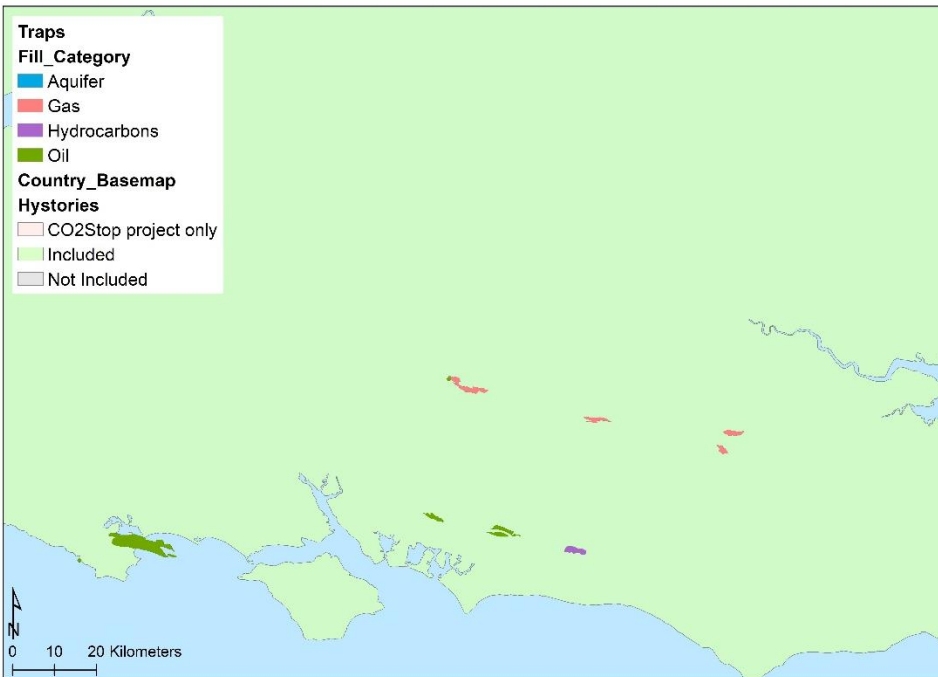 Traps
Fill_Category
Aquifer
Gas
Hydrocarbons
Oil
Country_Basemap
Hystories
CO2Stop project only
Included
Not Included
N
0 10 20 Kilometers